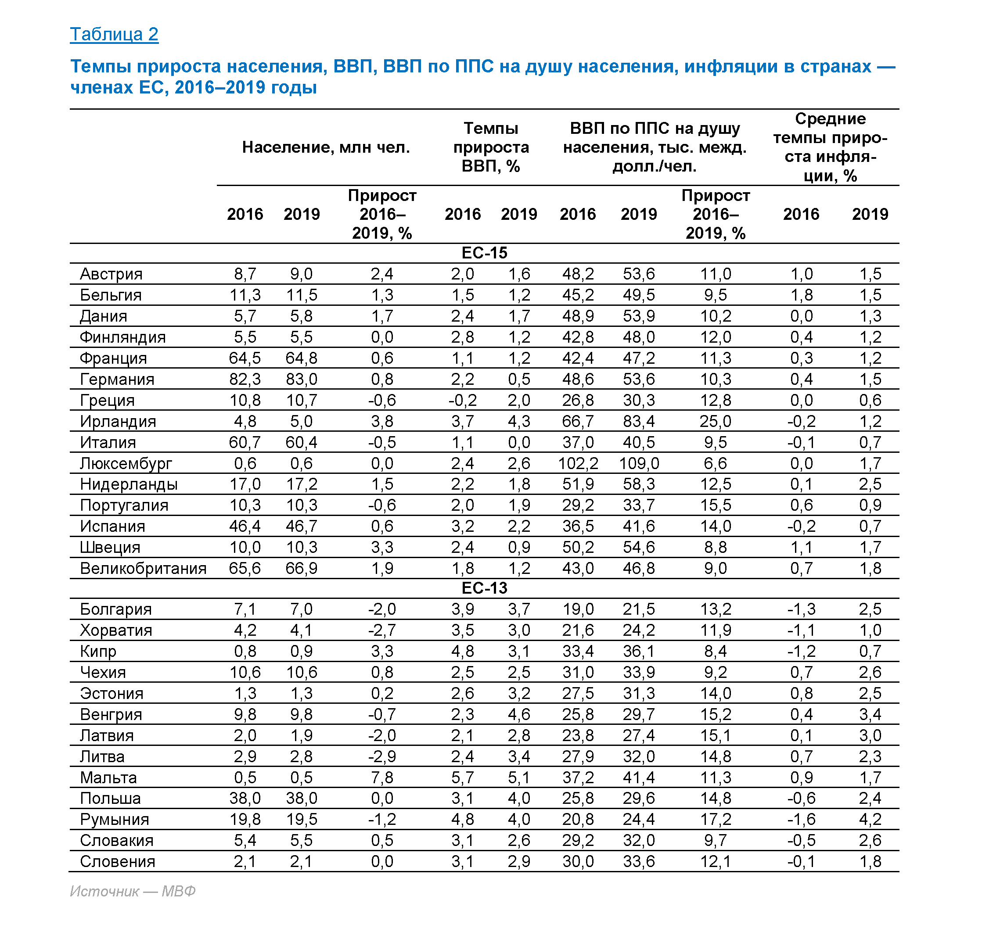 Таблица 2
Темпы прироста населения, ВВП, ВВП по ППС на душу населения, инфляции в странах —
членах ЕС, 2016–2019 годы
Население, млн чел. Темпы прироста ВВП, % ВВП по ППС на душу населения, тыс. межд. долл./чел. Средние темпы приро-ста инфля-ции, %
2016 2019 Прирост 2016–2019, % 2016 2019 2016 2019 Прирост 2016–2019, % 2016 2019
ЕС-15
Австрия 8,7 9,0 2,4 2,0 1,6 48,2 53,6 11,0 1,0 1,5
Бельгия 11,3 11,5 1,3 1,5 1,2 45,2 49,5 9,5 1,8 1,5
Дания 5,7 5,8 1,7 2,4 1,7 48,9 53,9 10,2 0,0 1,3
Финляндия 5,5 5,5 0,0 2,8 1,2 42,8 48,0 12,0 0,4 1,2
Франция 64,5 64,8 0,6 1,1 1,2 42,4 47,2 11,3 0,3 1,2
Германия 82,3 83,0 0,8 2,2 0,5 48,6 53,6 10,3 0,4 1,5
Греция 10,8 10,7 -0,6 -0,2 2,0 26,8 30,3 12,8 0,0 0,6
Ирландия 4,8 5,0 3,8 3,7 4,3 66,7 83,4 25,0 -0,2 1,2
Италия 60,7 60,4 -0,5 1,1 0,0 37,0 40,5 9,5 -0,1 0,7
Люксембург 0,6 0,6 0,0 2,4 2,6 102,2 109,0 6,6 0,0 1,7
Нидерланды 17,0 17,2 1,5 2,2 1,8 51,9 58,3 12,5 0,1 2,5
Португалия 10,3 10,3 -0,6 2,0 1,9 29,2 33,7 15,5 0,6 0,9
Испания 46,4 46,7 0,6 3,2 2,2 36,5 41,6 14,0 -0,2 0,7
Швеция 10,0 10,3 3,3 2,4 0,9 50,2 54,6 8,8 1,1 1,7
Великобритания 65,6 66,9 1,9 1,8 1,2 43,0 46,8 9,0 0,7 1,8
ЕС-13
Болгария 7,1 7,0 -2,0 3,9 3,7 19,0 21,5 13,2 -1,3 2,5
Хорватия 4,2 4,1 -2,7 3,5 3,0 21,6 24,2 11,9 -1,1 1,0
Кипр 0,8 0,9 3,3 4,8 3,1 33,4 36,1 8,4 -1,2 0,7
Чехия 10,6 10,6 0,8 2,5 2,5 31,0 33,9 9,2 0,7 2,6
Эстония 1,3 1,3 0,2 2,6 3,2 27,5 31,3 14,0 0,8 2,5
Венгрия 9,8 9,8 -0,7 2,3 4,6 25,8 29,7 15,2 0,4 3,4
Латвия 2,0 1,9 -2,0 2,1 2,8 23,8 27,4 15,1 0,1 3,0
Литва 2,9 2,8 -2,9 2,4 3,4 27,9 32,0 14,8 0,7 2,3
Мальта 0,5 0,5 7,8 5,7 5,1 37,2 41,4 11,3 0,9 1,7
Польша 38,0 38,0 0,0 3,1 4,0 25,8 29,6 14,8 -0,6 2,4
Румыния 19,8 19,5 -1,2 4,8 4,0 20,8 24,4 17,2 -1,6 4,2
Словакия 5,4 5,5 0,5 3,1 2,6 29,2 32,0 9,7 -0,5 2,6
Словения 2,1 2,1 0,0 3,1 2,9 30,0 33,6 12,1 -0,1 1,8
Источник — МВФ